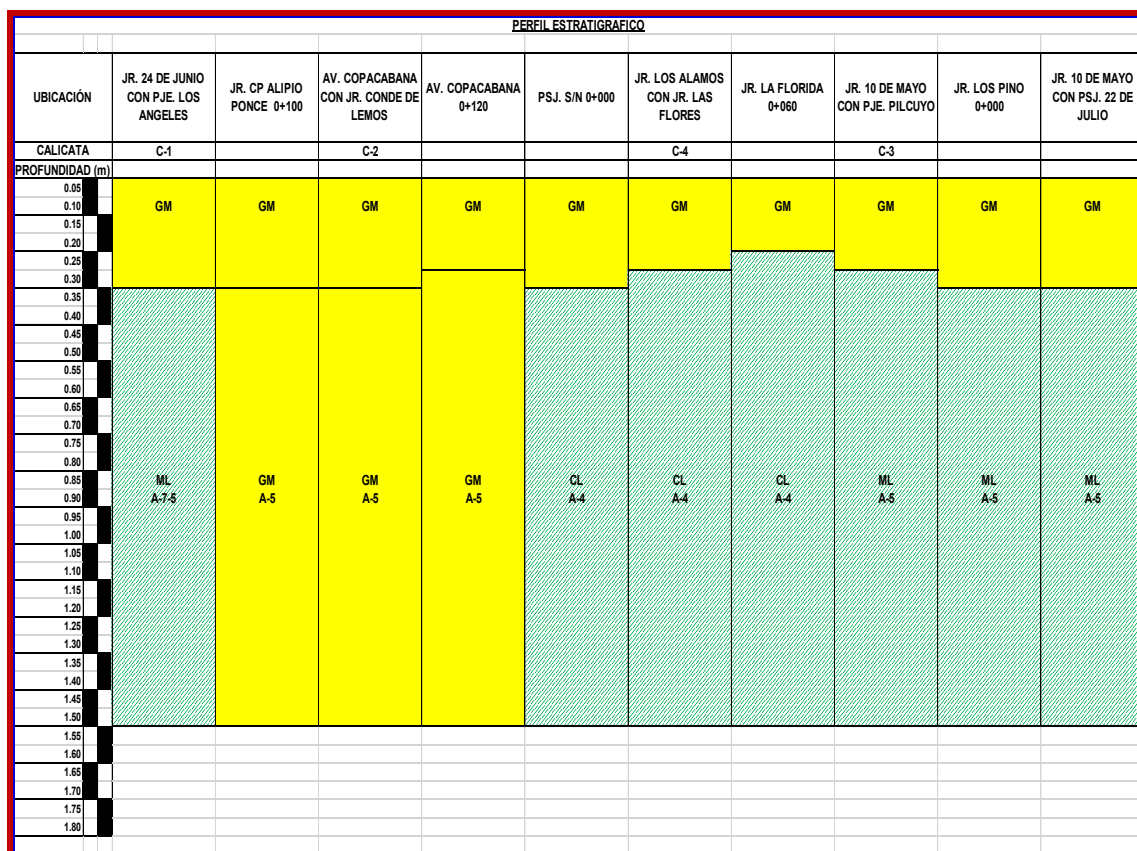 PERFIL ESTRATIGRAFICO
UBICACIÓN
JR. 24 DE JUNIO
CON PJE. LOS
ANGELES
JR. CP ALIPIO
PONCE 0+100
AV. COPACABANA
CON JR. CONDE DE
LEMOS
AV. COPACABANA
0+120
PSJ. S/N 0+000
JR. LOS ALAMOS
CON JR. LAS
FLORES
JR. LA FLORIDA
0+060
JR. 10 DE MAYO
CON PJE. PILCUYO
JR. LOS PINO
0+000
JR. 10 DE MAYO
CON PSJ. 22 DE
JULIO
CALICATA C-1 C-2 C-4 C-3
PROFUNDIDAD (m)
0.05
0.10 GM GM GM GM GM GM GM GM GM GM
0.15
0.20
0.25
0.30
0.35
0.40
0.45
0.50
0.55
0.60
0.65
0.70
0.75
0.80
0.85 ML GM GM GM CL CL CL ML ML ML
0.90 A-7-5 A-5 A-5 A-5 A-4 A-4 A-4 A-5 A-5 A-5
0.95
1.00
1.05
1.10
1.15
1.20
1.25
1.30
1.35
1.40
1.45
1.50
1.55
1.60
1.65
1.70
1.75
1.80